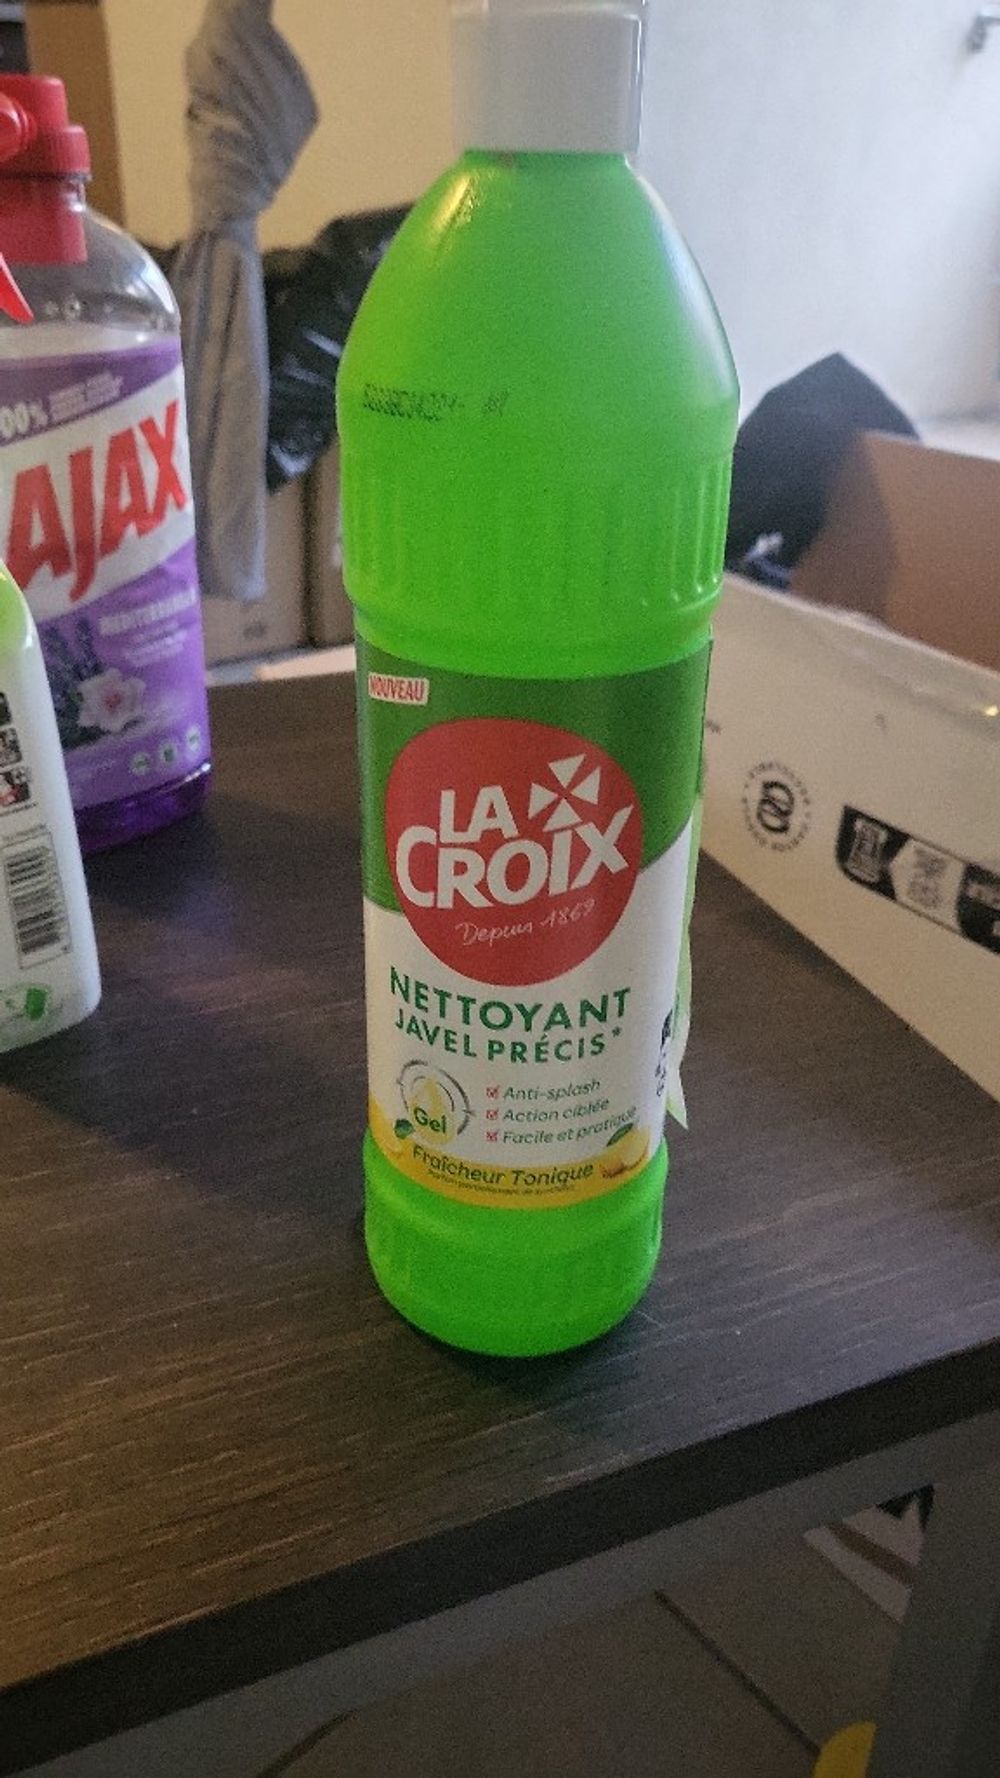 NOUVEAU
LA
CROIX
Depuis 1869
NETTOYANT
JAVEL PRÉCIS*
Gel
Anti-splash
Action ciblée
Facile et pratique
Fraîcheur Tonique
00%
AJAX